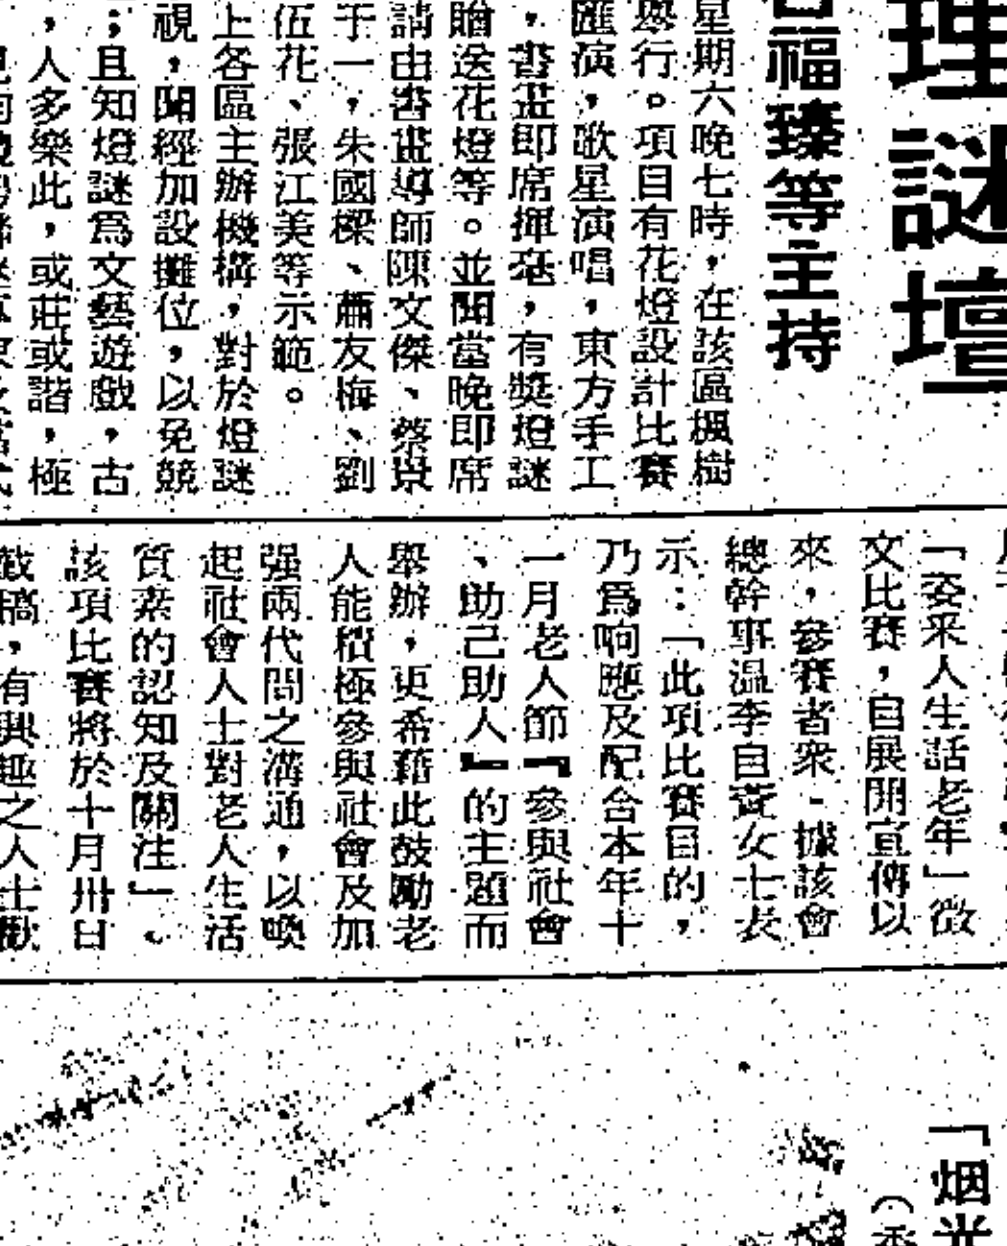 理謎壇
福臻等主持
星期六晚七時，在該區楓樹
舉行。項目有花燈設計比賽
匯演，歌星演唱，東方手工
，書畫即席揮毫，有獎燈謎
贈送花燈等。並聞當晚即席
請由書畫導師陳文傑、蔡
于一，朱國樑、蕭友梅、劉
伍花、張江美等示範。
上各區主辦機構，對於燈謎
視，聞經加設攤位，以免競
；且知燈謎爲文藝遊戲，古
，人多樂此，或莊或諧，極
「姿采人生話老年」徵
文比賽，自展開宣傳以
來，參賽者衆，據該會
總幹事温李自蓂女士表
示：「此項比賽目的，
乃爲响應及配合本年十
一月老人節『參與社會
、助己助人』的主題而
舉辦，更希藉此鼓勵老
人能積極參與社會及加
强兩代間之溝通，以喚
起社會人士對老人生活
質素的認知及關注」。
該項比賽將於十月卅日
截稿，有興趣之人士歡
「烟光